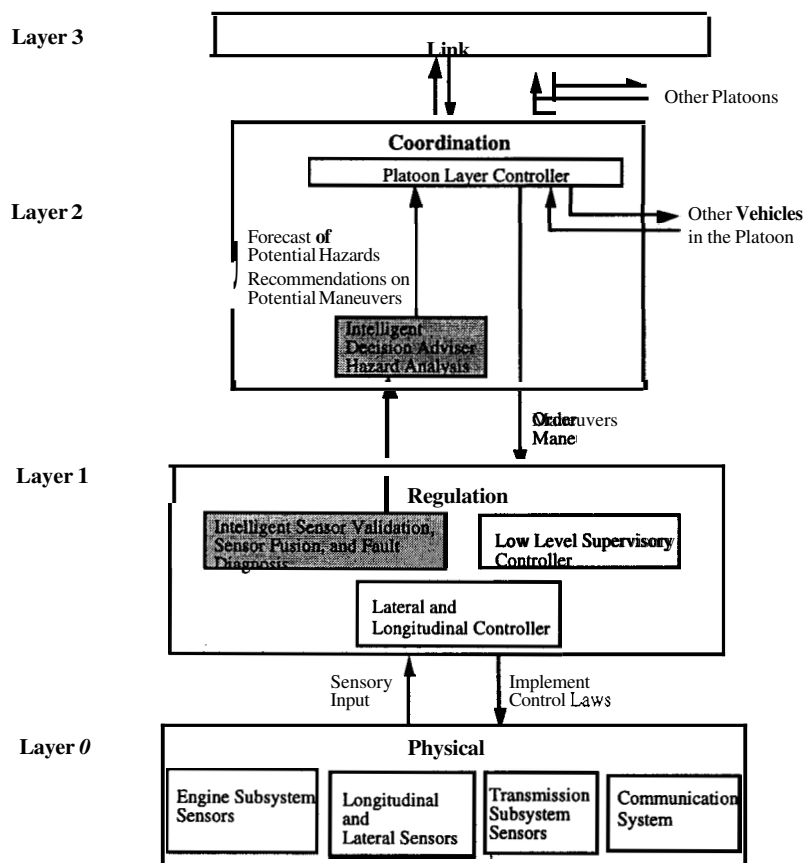 Layer 3
Link
Other Platoons
Coordination
Platoon Layer Controller
Layer 2
Other Vehicles
in the Platoon
Forecast of
Potential Hazards
Recommendations on
Potential Maneuvers
Intelligent
Decision Adviser
Hazard Analysis
Maneuvers
Layer 1
Regulation
Intelligent Sensor Validation,
Sensor Fusion, and Fault
Diagnosis
Low Level Supervisory
Controller
Lateral and
Longitudinal Controller
Sensory
Input
Implement
Control Laws
Layer 0
Physical
Engine Subsystem
Sensors
Longitudinal
and
Lateral Sensors
Transmission
Subsystem
Sensors
Communication
System